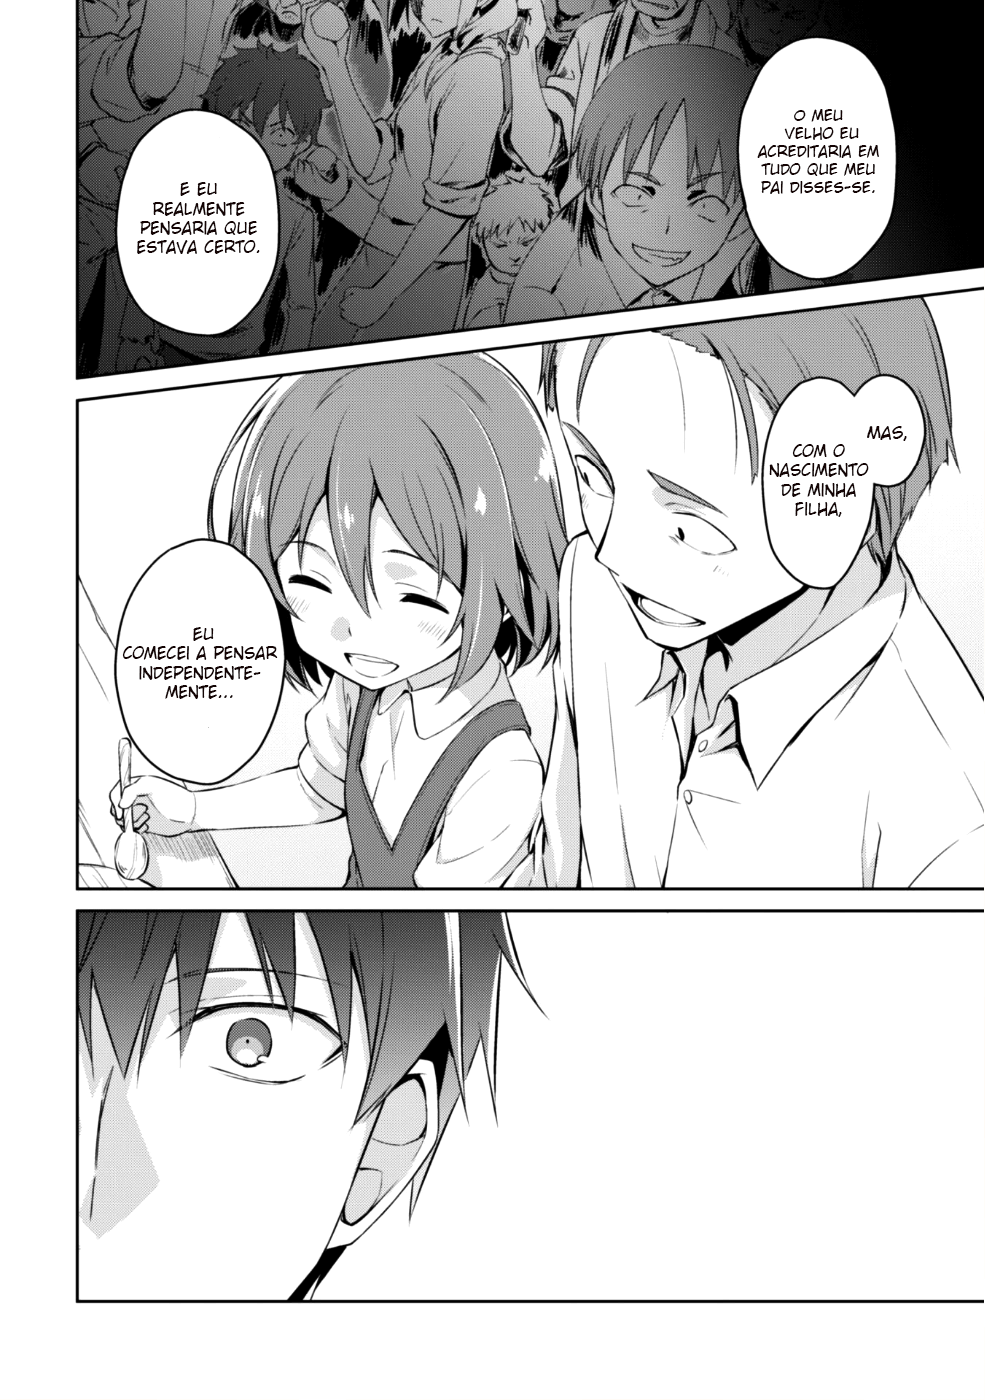 O MEU
VELHO EU
ACREDITARIA EM
TUDO QUE MEU
PAI DISSES-SE.
E EU
REALMENTE
PENSARIA QUE
ESTAVA CERTO.
MAS,
COM O
NASCIMENTO
DE MINHA
FILHA,
EU
COMECEI A PENSAR
INDEPENDENTE-
MENTE...